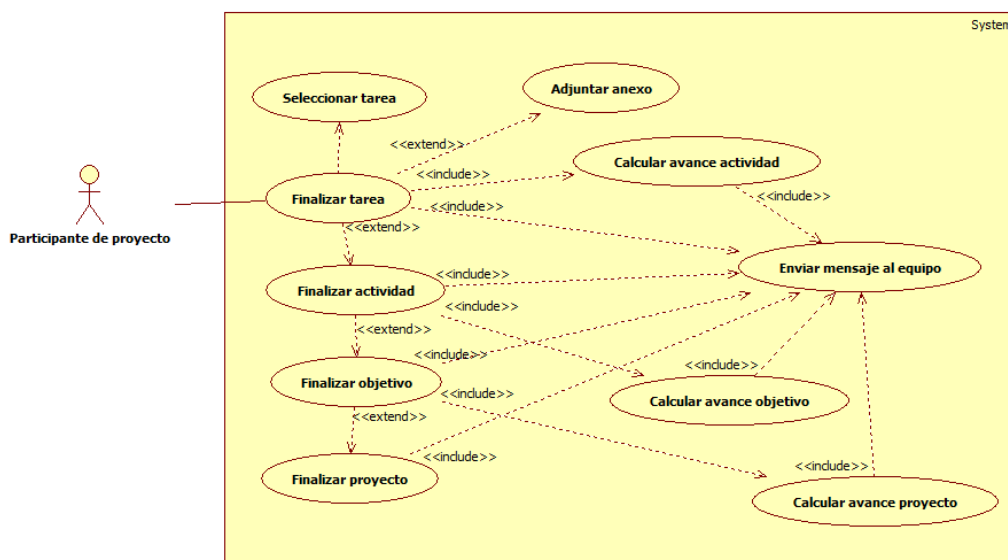 System
Seleccionar tarea
Adjuntar anexo
<<extend>>
Calcular avance actividad
<<include>>
Finalizar tarea
<<include>>
<<include>>
<<extend>>
Participante de proyecto
Enviar mensaje al equipo
<<include>>
Finalizar actividad
<<include>>
<<extend>>
<<include>>
<<include>>
Finalizar objetivo
<<include>>
Calcular avance objetivo
<<extend>>
<<include>>
<<include>>
Finalizar proyecto
Calcular avance proyecto